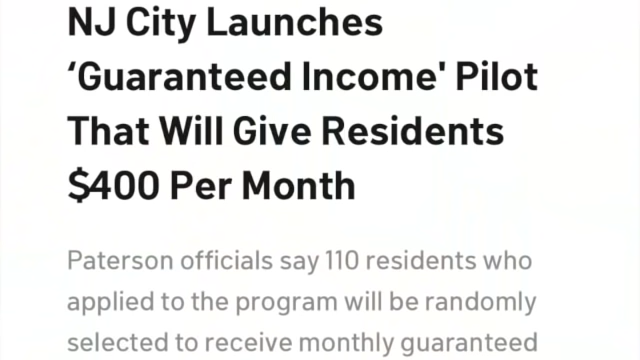 NJ City Launches
‘Guaranteed Income' Pilot
That Will Give Residents
$400 Per Month
Paterson officials say 110 residents who
applied to the program will be randomly
selected to receive monthly guaranteed